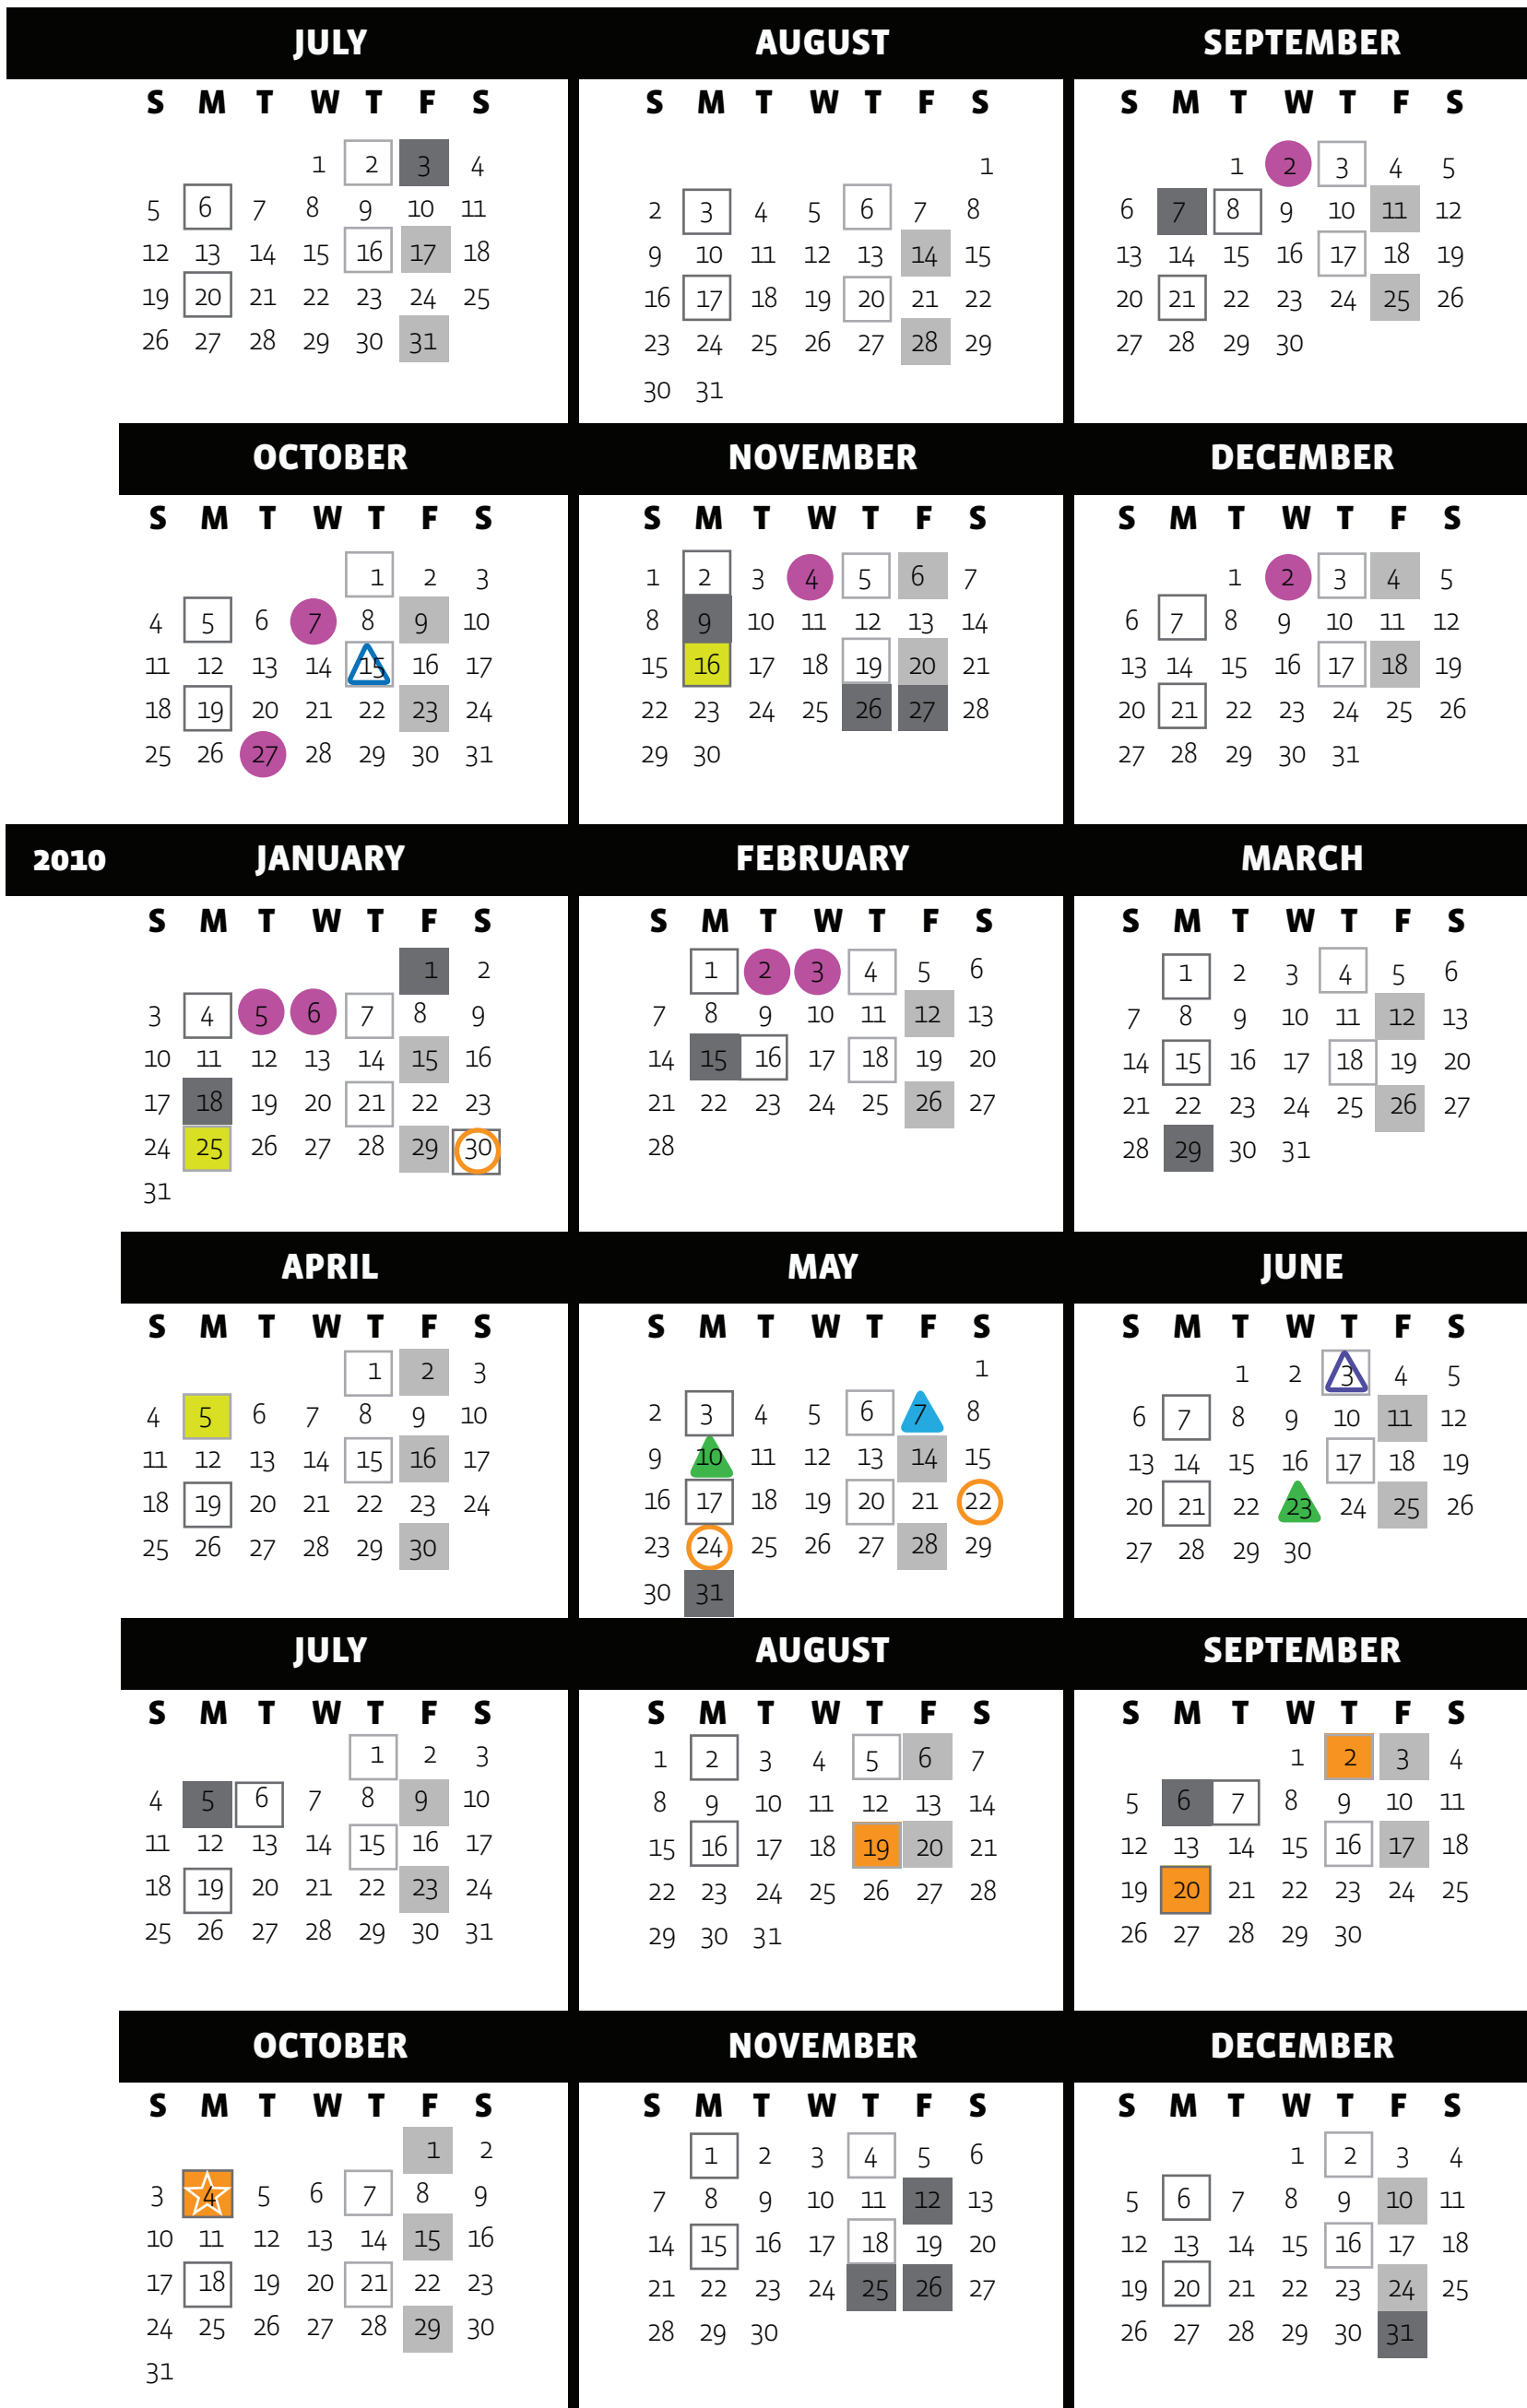 JULY AUGUST SEPTEMBER
S M T W T F S S M T W T F S S M T W T F S
1 2 3 4 1 1 2 3 4 5
5 6 7 8 9 10 11 2 3 4 5 6 7 8 6 7 8 9 10 11 12
12 13 14 15 16 17 18 9 10 11 12 13 14 15 13 14 15 16 17 18 19
19 20 21 22 23 24 25 16 17 18 19 20 21 22 20 21 22 23 24 25 26
26 27 28 29 30 31 23 24 25 26 27 28 29 27 28 29 30
30 31
OCTOBER NOVEMBER DECEMBER
S M T W T F S S M T W T F S S M T W T F S
1 2 3 1 2 3 4 5 6 7 1 2 3 4 5
4 5 6 7 8 9 10 8 9 10 11 12 13 14 6 7 8 9 10 11 12
11 12 13 14 15 16 17 15 16 17 18 19 20 21 13 14 15 16 17 18 19
18 19 20 21 22 23 24 22 23 24 25 26 27 28 20 21 22 23 24 25 26
25 26 27 28 29 30 31 29 30 27 28 29 30 31
2010 JANUARY FEBRUARY MARCH
S M T W T F S S M T W T F S S M T W T F S
1 2 1 2 3 4 5 6 1 2 3 4 5 6
3 4 5 6 7 8 9 7 8 9 10 11 12 13 7 8 9 10 11 12 13
10 11 12 13 14 15 16 14 15 16 17 18 19 20 14 15 16 17 18 19 20
17 18 19 20 21 22 23 21 22 23 24 25 26 27 21 22 23 24 25 26 27
24 25 26 27 28 29 30 28 28 29 30 31
31
APRIL MAY JUNE
S M T W T F S S M T W T F S S M T W T F S
1 2 3 1 1 2 3 4 5
4 5 6 7 8 9 10 2 3 4 5 6 7 8 6 7 8 9 10 11 12
11 12 13 14 15 16 17 9 10 11 12 13 14 15 13 14 15 16 17 18 19
18 19 20 21 22 23 24 16 17 18 19 20 21 22 20 21 22 23 24 25 26
25 26 27 28 29 30 23 24 25 26 27 28 29 27 28 29 30
30 31
JULY AUGUST SEPTEMBER
S M T W T F S S M T W T F S S M T W T F S
1 2 3 1 2 3 4 5 6 7 1 2 3 4
4 5 6 7 8 9 10 8 9 10 11 12 13 14 5 6 7 8 9 10 11
11 12 13 14 15 16 17 15 16 17 18 19 20 21 12 13 14 15 16 17 18
18 19 20 21 22 23 24 22 23 24 25 26 27 28 19 20 21 22 23 24 25
25 26 27 28 29 30 31 29 30 31 26 27 28 29 30
OCTOBER NOVEMBER DECEMBER
S M T W T F S S M T W T F S S M T W T F S
1 2 1 2 3 4 5 6 1 2 3 4
3 4 5 6 7 8 9 7 8 9 10 11 12 13 5 6 7 8 9 10 11
10 11 12 13 14 15 16 14 15 16 17 18 19 20 12 13 14 15 16 17 18
17 18 19 20 21 22 23 21 22 23 24 25 26 27 19 20 21 22 23 24 25
24 25 26 27 28 29 30 28 29 30 26 27 28 29 30 31
31